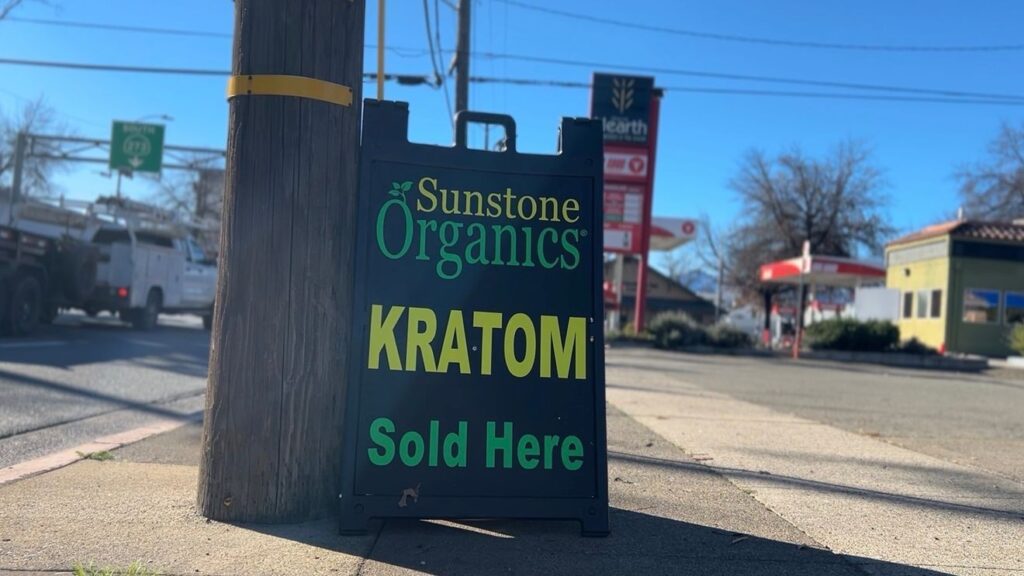 Sunstone
Organics®
KRATOM
Sold Here
SOUTH
273
Hearth